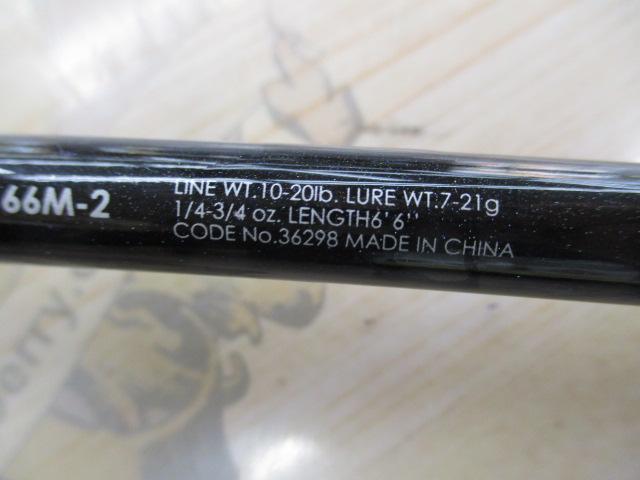 66M-2
LINE WT.10-20lb. LURE WT.7-21g
1/4-3/4 oz. LENGTH6'6''
CODE No.36298 MADE IN CHINA